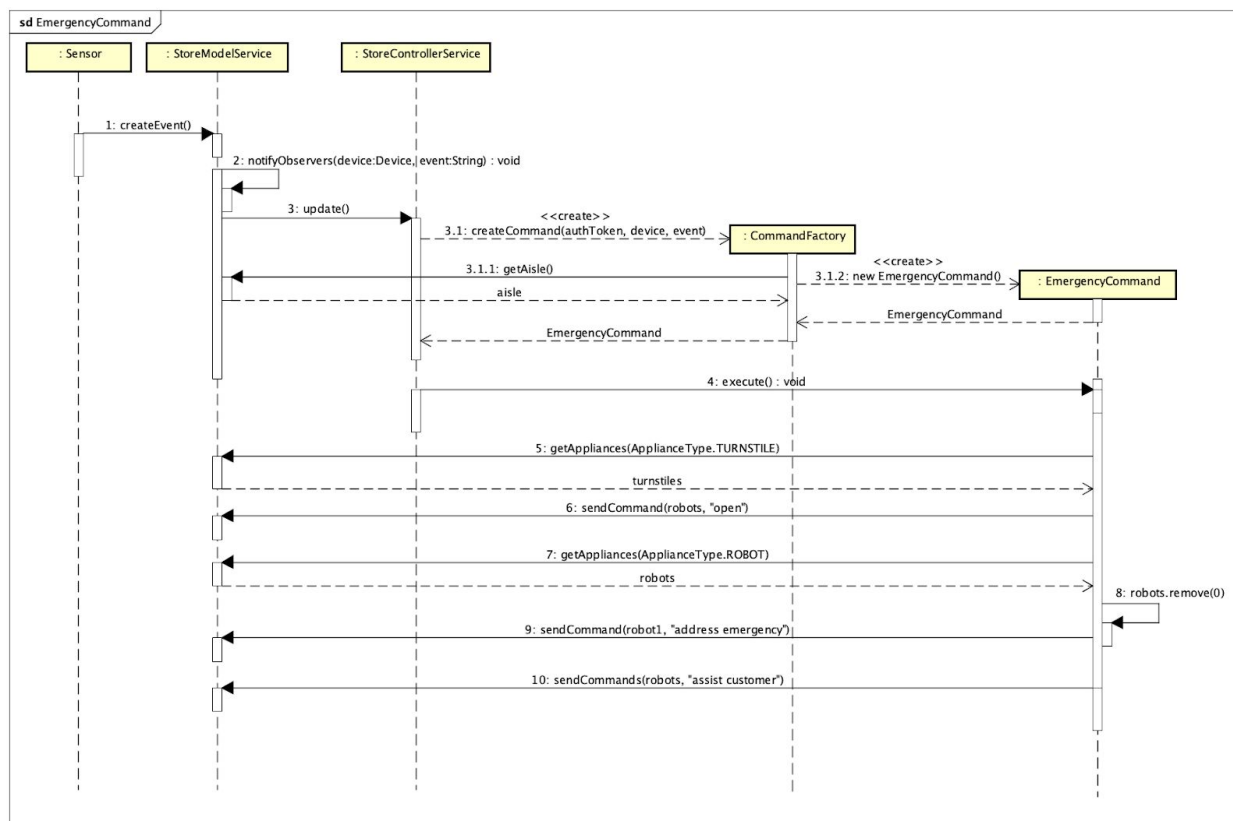 sd EmergencyCommand
: Sensor
: StoreModelService
: StoreControllerService
1: createEvent()
2: notifyObservers(device:Device, event:String) : void
3: update()
<<create>>
3.1: createCommand(authToken, device, event)
: CommandFactory
3.1.1: getAisle()
<<create>>
3.1.2: new EmergencyCommand()
: EmergencyCommand
aisle
EmergencyCommand
EmergencyCommand
4: execute() : void
5: getAppliances(ApplianceType.TURNSTILE)
turnstiles
6: sendCommand(robots, "open")
7: getAppliances(ApplianceType.ROBOT)
robots
8: robots.remove(0)
9: sendCommand(robot1, "address emergency")
10: sendCommands(robots, "assist customer")